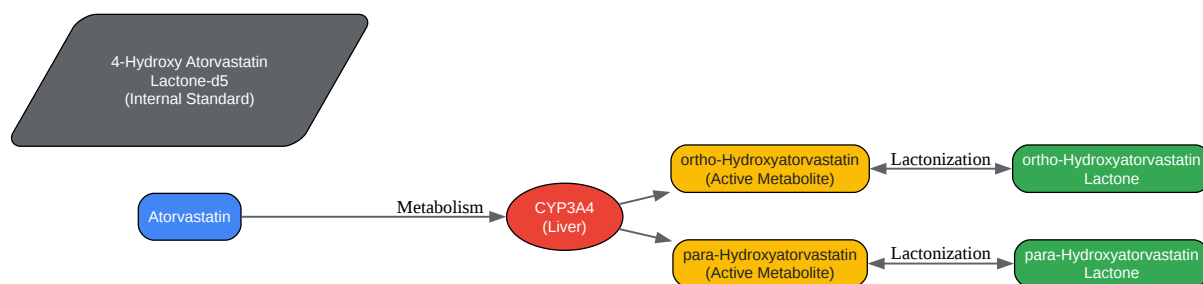 4-Hydroxy Atorvastatin
Lactone-d5
(Internal Standard)
Atorvastatin
Metabolism
CYP3A4
(Liver)
ortho-Hydroxyatorvastatin
(Active Metabolite)
Lactonization
ortho-Hydroxyatorvastatin
Lactone
para-Hydroxyatorvastatin
(Active Metabolite)
Lactonization
para-Hydroxyatorvastatin
Lactone